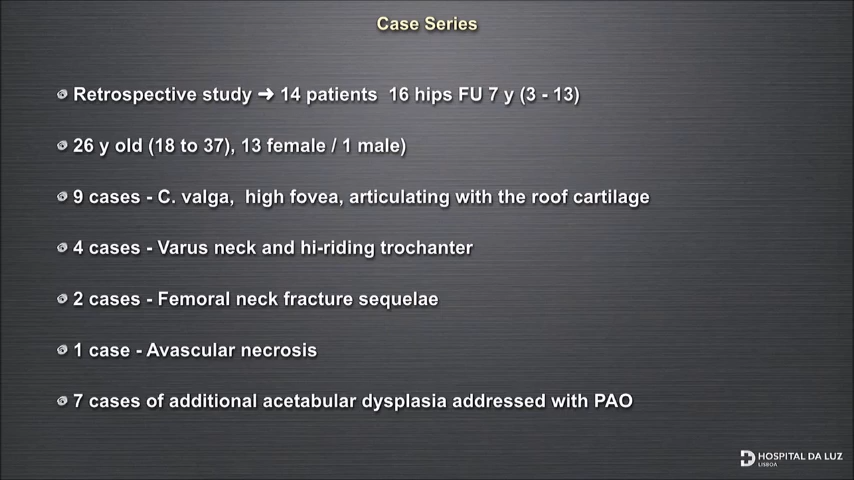 Case Series
Retrospective study ➜ 14 patients 16 hips FU 7 y (3 - 13)
26 y old (18 to 37), 13 female / 1 male)
9 cases - C. valga, high fovea, articulating with the roof cartilage
4 cases - Varus neck and hi-riding trochanter
2 cases - Femoral neck fracture sequelae
1 case - Avascular necrosis
7 cases of additional acetabular dysplasia addressed with PAO
HOSPITAL DA LUZ
LISBOA